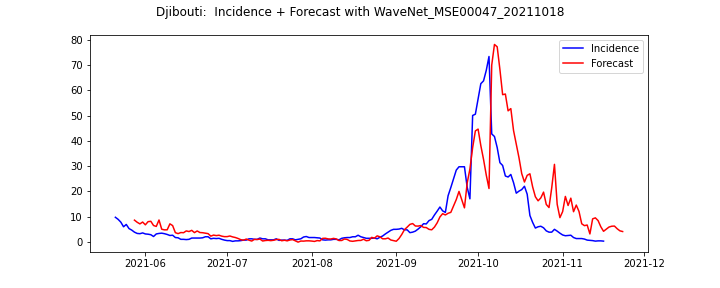 Djibouti:  Incidence + Forecast with WaveNet_MSE00047_20211018
80
70
60
50
40
30
20
10
0
Incidence
Forecast
2021-06 2021-07 2021-08 2021-09 2021-10 2021-11 2021-12